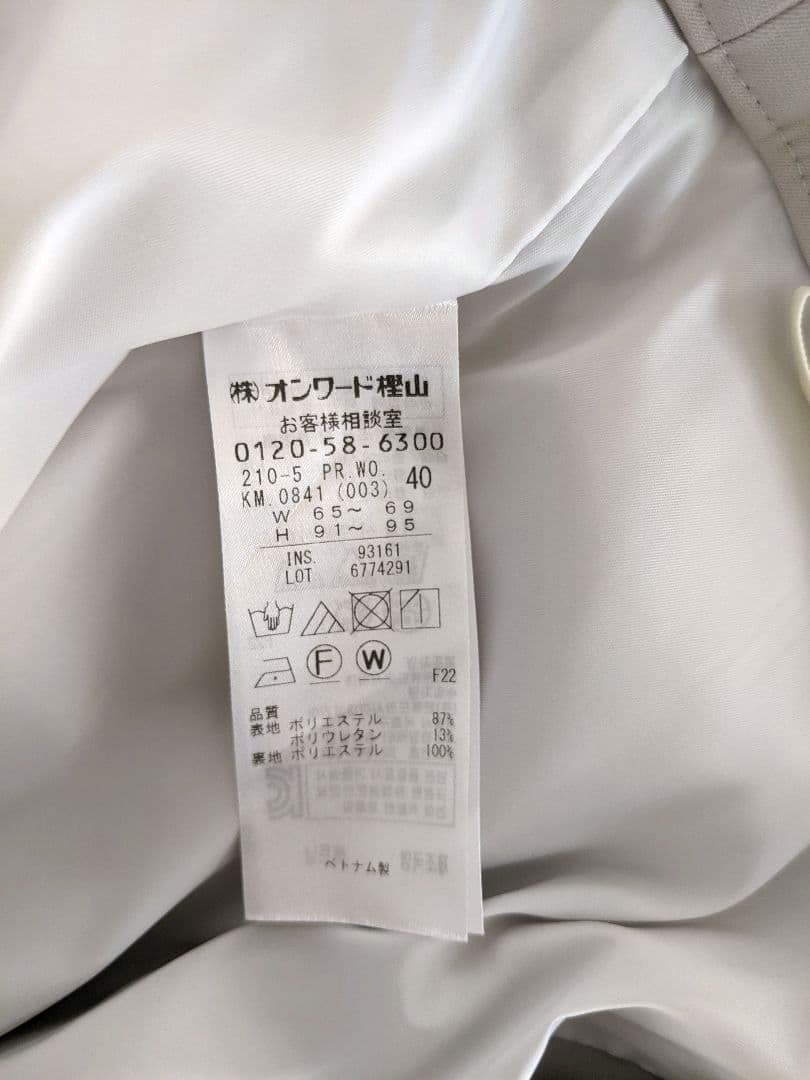 ㈱オンワード樫山
お客様相談室
0120-58-6300
210-5 PR.WO.
KM.0841 (003) 40
W 65～ 69
H 91～ 95
INS. 93161
LOT 6774291
F W
F22
品質
表地 ポリエステル 87%
ポリウレタン 13%
裏地 ポリエステル 100%
ベトナム製